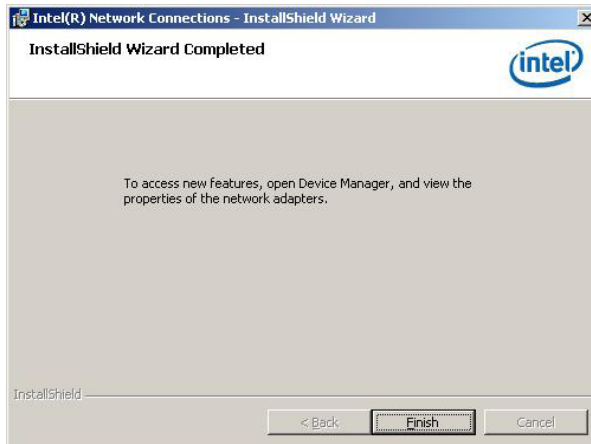 Intel(R) Network Connections - InstallShield Wizard
InstallShield Wizard Completed
intel
To access new features, open Device Manager, and view the
properties of the network adapters.
InstallShield
< Back
Finish
Cancel